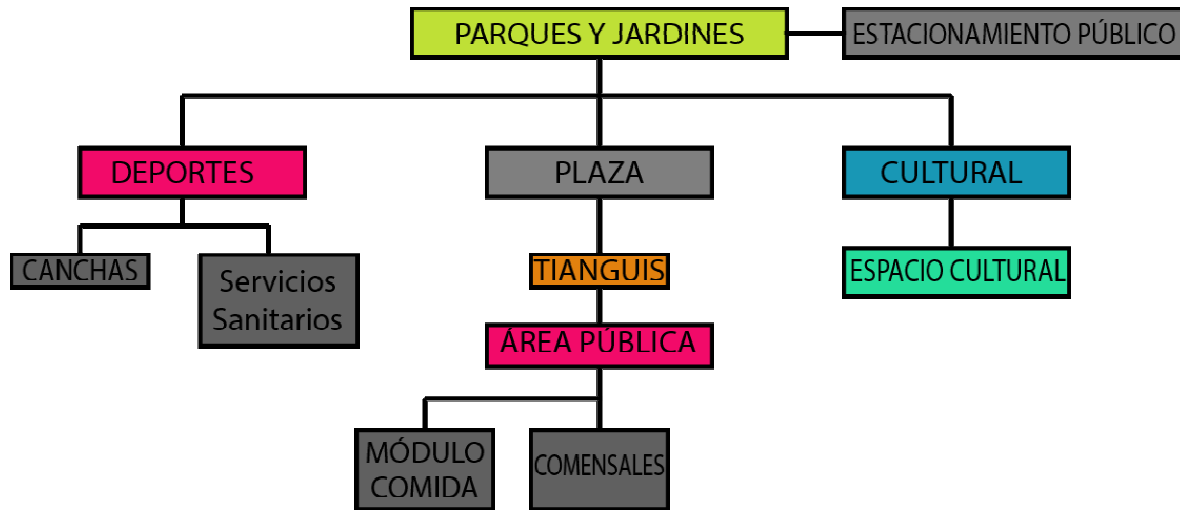 PARQUES Y JARDINES
ESTACIONAMIENTO PÚBLICO
DEPORTES
PLAZA
CULTURAL
CANCHAS
Servicios
Sanitarios
TIANGUIS
ESPACIO CULTURAL
ÁREA PÚBLICA
MÓDULO
COMIDA
COMENSALES